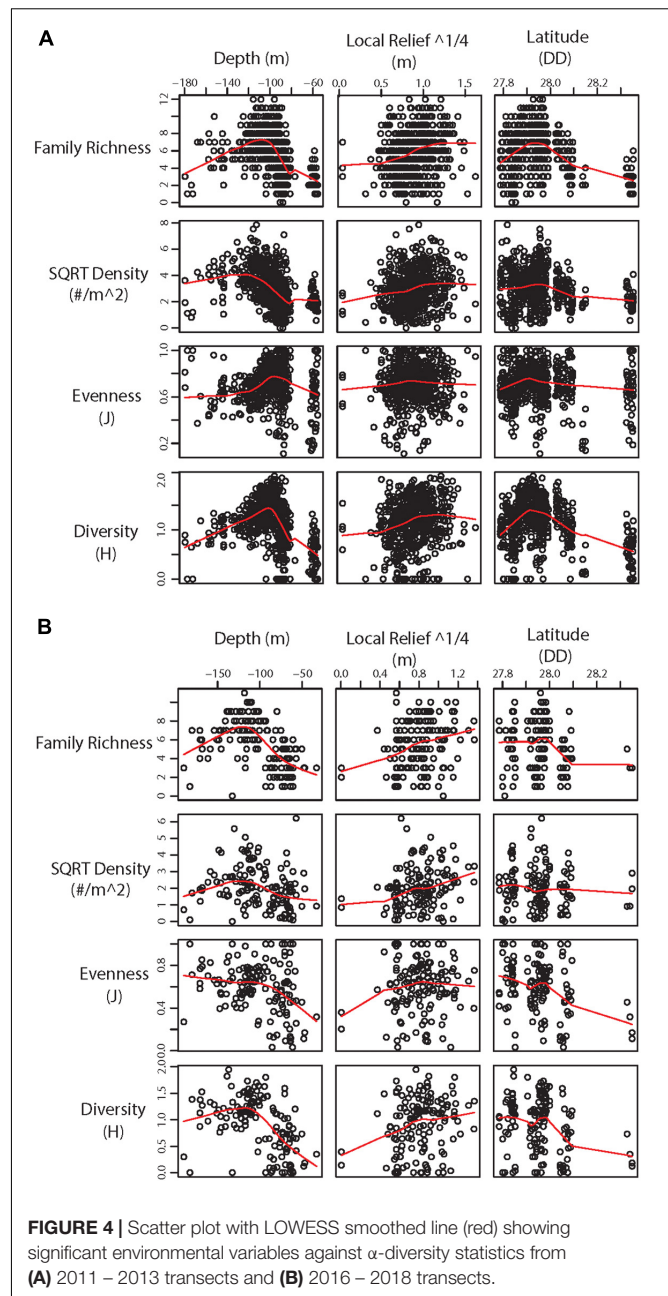 A
Depth (m)
Local Relief ^1/4
(m)
Latitude
(DD)
−180 −140 −100 −60
0.0 0.5 1.0 1.5
27.8 28.0 28.2
Family Richness
0 2 4 6 8 12
SQRT Density
(#/m^2)
0 2 4 6 8
Evenness
(J)
0.2 0.6 1.0
Diversity
(H)
0.0 1.0 2.0
B
Depth (m)
Local Relief ^1/4
(m)
Latitude
(DD)
−150 −100 −50
0.0 0.4 0.8 1.2
27.8 28.0 28.2
Family Richness
0 2 4 6 8
SQRT Density
(#/m^2)
0 1 2 3 4 5 6
Evenness
(J)
0.0 0.4 0.8
Diversity
(H)
0.0 0.5 1.0 1.5 2.0
FIGURE 4 | Scatter plot with LOWESS smoothed line (red) showing
significant environmental variables against α-diversity statistics from
(A) 2011 – 2013 transects and (B) 2016 – 2018 transects.